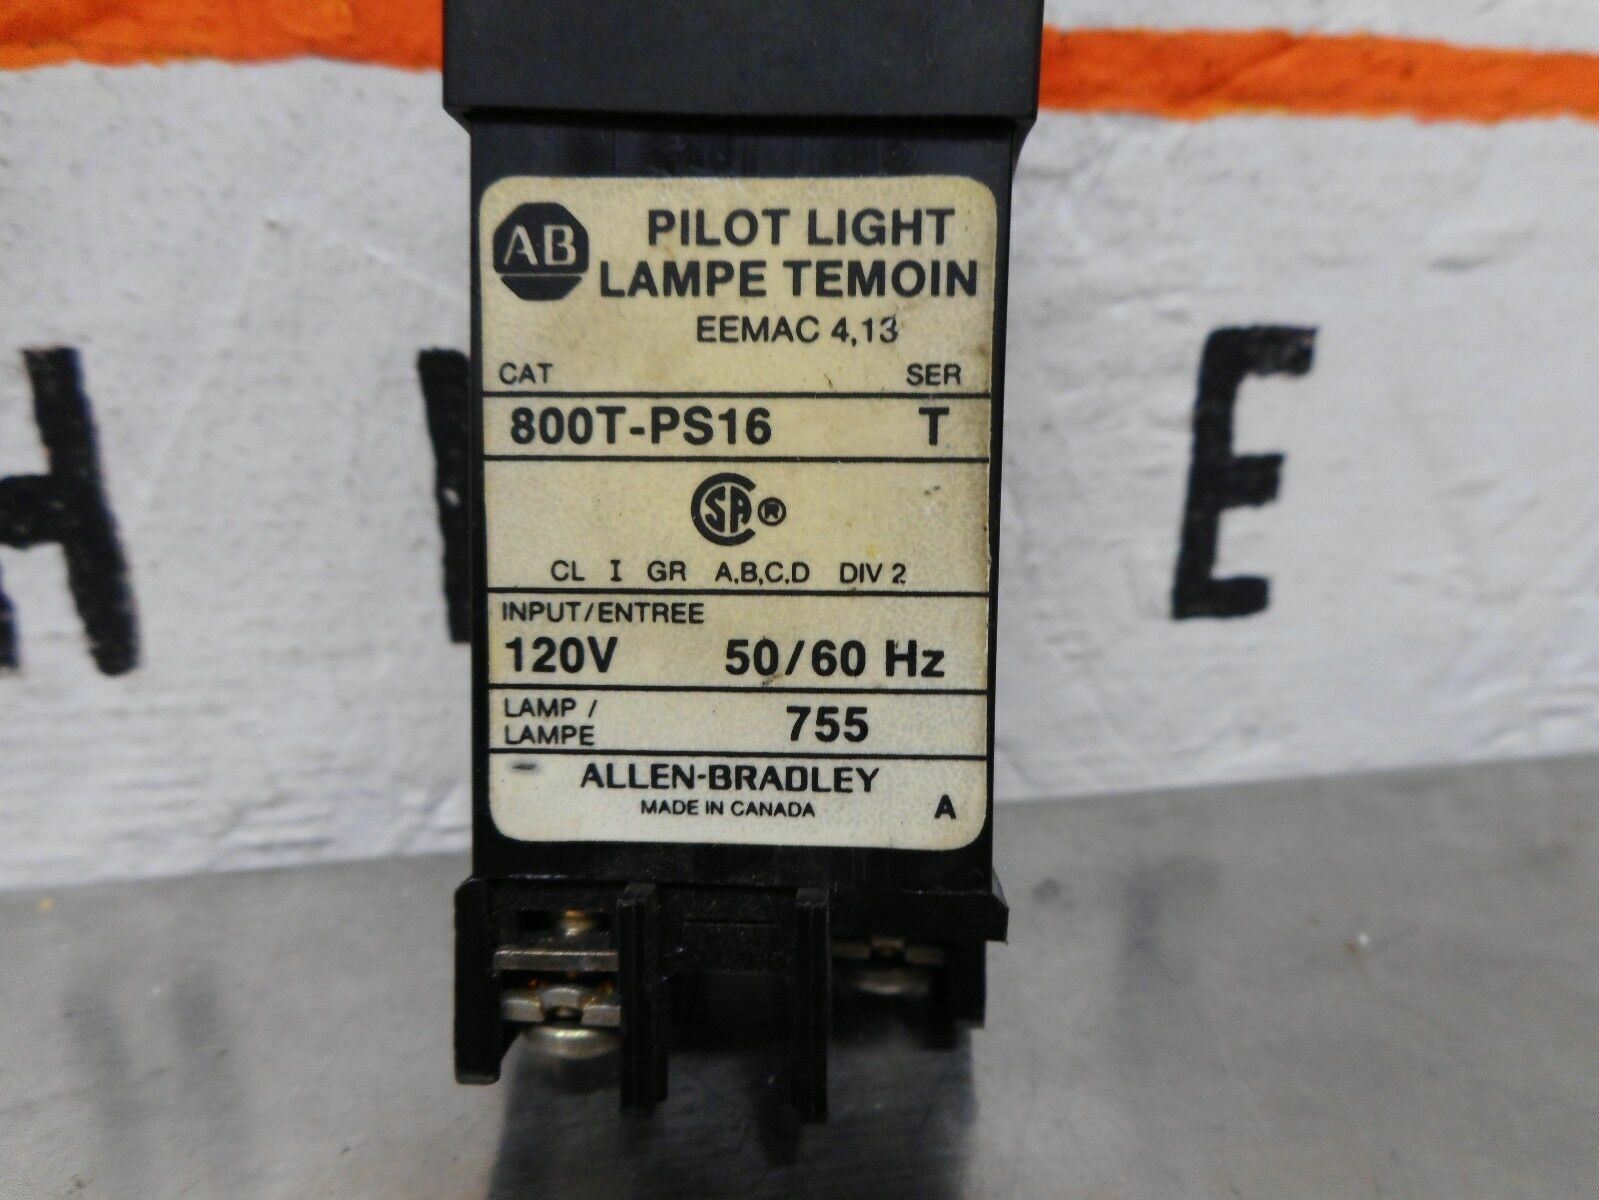 AB
PILOT LIGHT
LAMPE TEMOIN
EEMAC 4,13
CAT SER
800T-PS16 T
SA ®
CL I GR A,B,C,D DIV 2
INPUT/ENTREE
120V 50/60 Hz
LAMP / LAMPE 755
ALLEN-BRADLEY
MADE IN CANADA A
H E